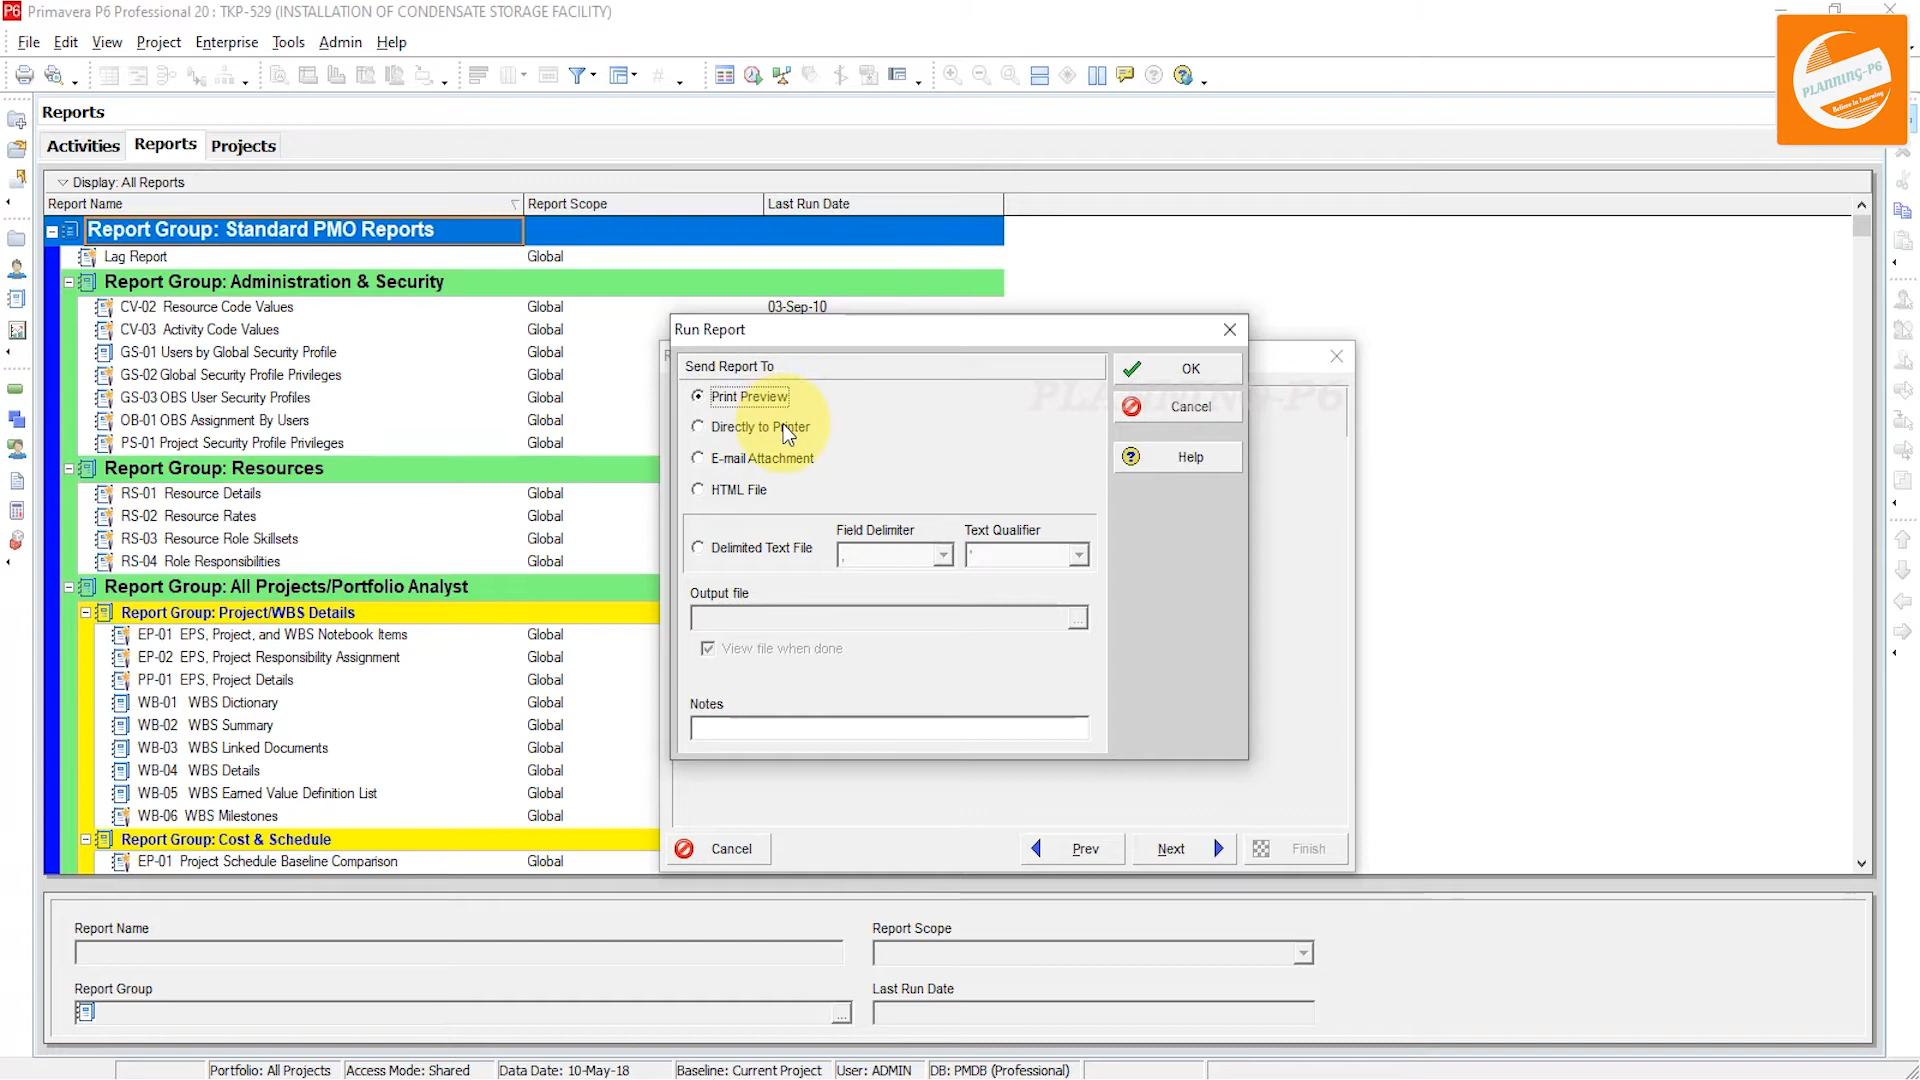 Primavera P6 Professional 20 : TKP-529 (INSTALLATION OF CONDENSATE STORAGE FACILITY)
File Edit View Project Enterprise Tools Admin Help
PLANNING-P6
Believe In Learning
Reports
Activities Reports Projects
Display: All Reports
Report Name Report Scope Last Run Date
Report Group: Standard PMO Reports
Lag Report Global
Report Group: Administration & Security
CV-02 Resource Code Values Global 03-Sep-10
CV-03 Activity Code Values Global
GS-01 Users by Global Security Profile Global
GS-02 Global Security Profile Privileges Global
GS-03 OBS User Security Profiles Global
OB-01 OBS Assignment By Users Global
PS-01 Project Security Profile Privileges Global
Report Group: Resources
RS-01 Resource Details Global
RS-02 Resource Rates Global
RS-03 Resource Role Skillsets Global
RS-04 Role Responsibilities Global
Report Group: All Projects/Portfolio Analyst
Report Group: Project/WBS Details
EP-01 EPS, Project, and WBS Notebook Items Global
EP-02 EPS, Project Responsibility Assignment Global
PP-01 EPS, Project Details Global
WB-01 WBS Dictionary Global
WB-02 WBS Summary Global
WB-03 WBS Linked Documents Global
WB-04 WBS Details Global
WB-05 WBS Earned Value Definition List Global
WB-06 WBS Milestones Global
Report Group: Cost & Schedule
EP-01 Project Schedule Baseline Comparison Global
Run Report
Send Report To
Print Preview
Directly to Printer
E-mail Attachment
HTML File
Delimited Text File
Field Delimiter
,
Text Qualifier
'
Output file
...
View file when done
Notes
OK
Cancel
Help
PLANNING-P6
Cancel Prev Next Finish
Report Name
Report Scope
Report Group
...
Last Run Date
Portfolio: All Projects Access Mode: Shared Data Date: 10-May-18 Baseline: Current Project User: ADMIN DB: PMDB (Professional)